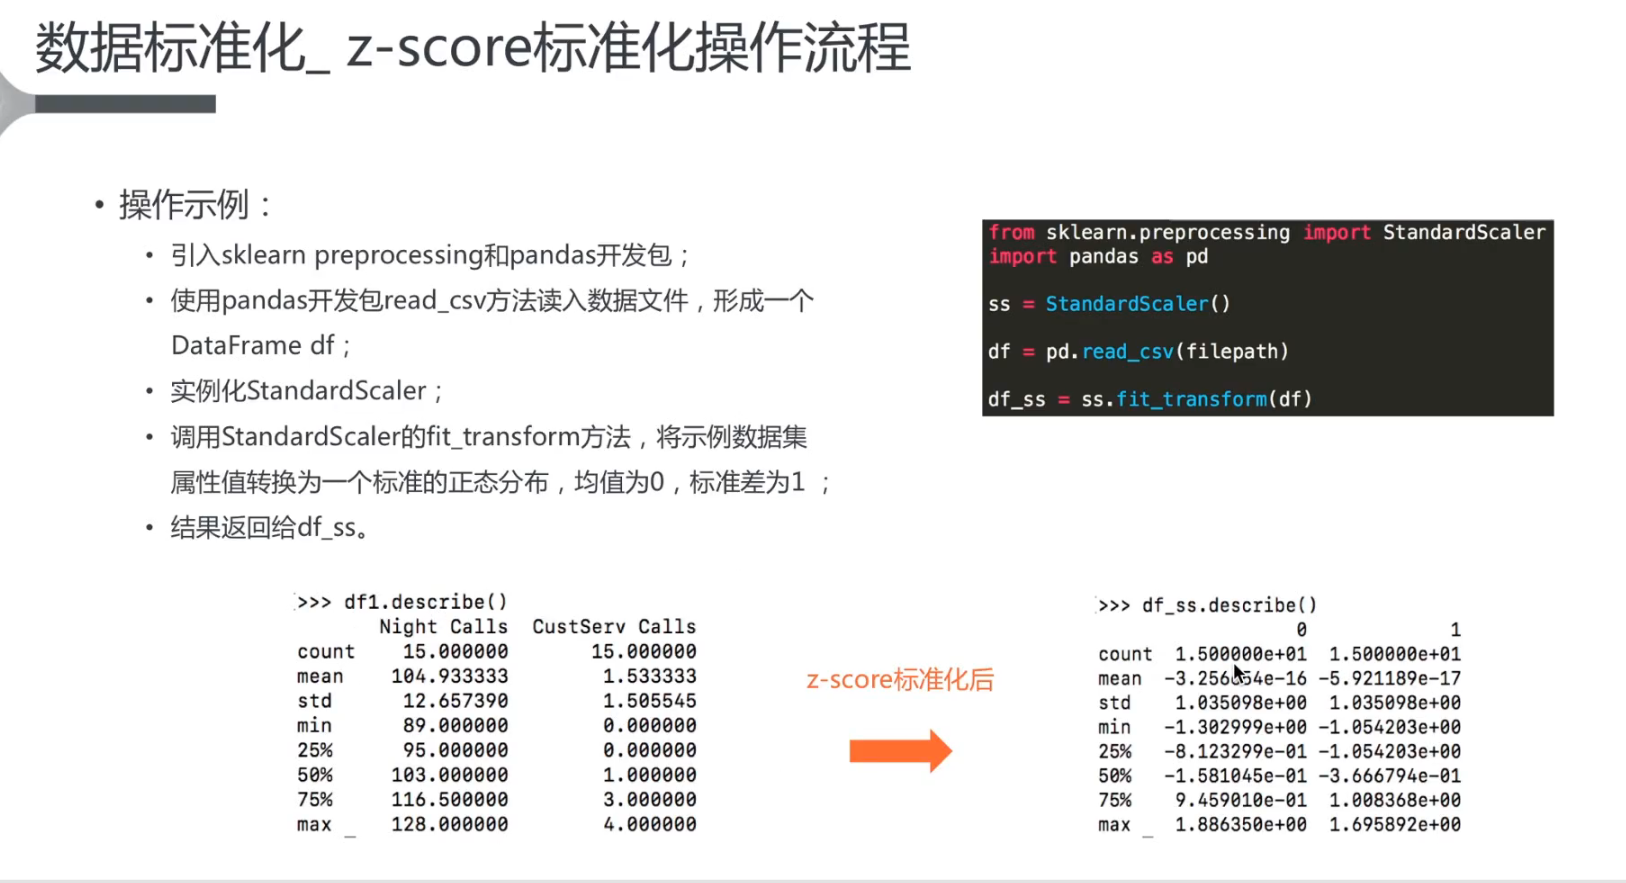 数据标准化_ z-score标准化操作流程
• 操作示例：
• 引入sklearn preprocessing和pandas开发包；
• 使用pandas开发包read_csv方法读入数据文件，形成一个
DataFrame df；
• 实例化StandardScaler；
• 调用StandardScaler的fit_transform方法，将示例数据集
属性值转换为一个标准的正态分布，均值为0，标准差为1 ；
• 结果返回给df_ss。
from sklearn.preprocessing import StandardScaler
import pandas as pd
ss = StandardScaler()
df = pd.read_csv(filepath)
df_ss = ss.fit_transform(df)
>>> df1.describe()
Night Calls CustServ Calls
count 15.000000 15.000000
mean 104.933333 1.533333
std 12.657390 1.505545
min 89.000000 0.000000
25% 95.000000 0.000000
50% 103.000000 1.000000
75% 116.500000 3.000000
max _ 128.000000 4.000000
z-score标准化后
>>> df_ss.describe()
0 1
count 1.500000e+01 1.500000e+01
mean -5.921189e-17
std 1.035098e+00 1.035098e+00
min -1.302999e+00 -1.054203e+00
25% -8.123299e-01 -1.054203e+00
50% -1.581045e-01 -3.666794e-01
75% 9.459010e-01 1.008368e+00
max _ 1.886350e+00 1.695892e+00